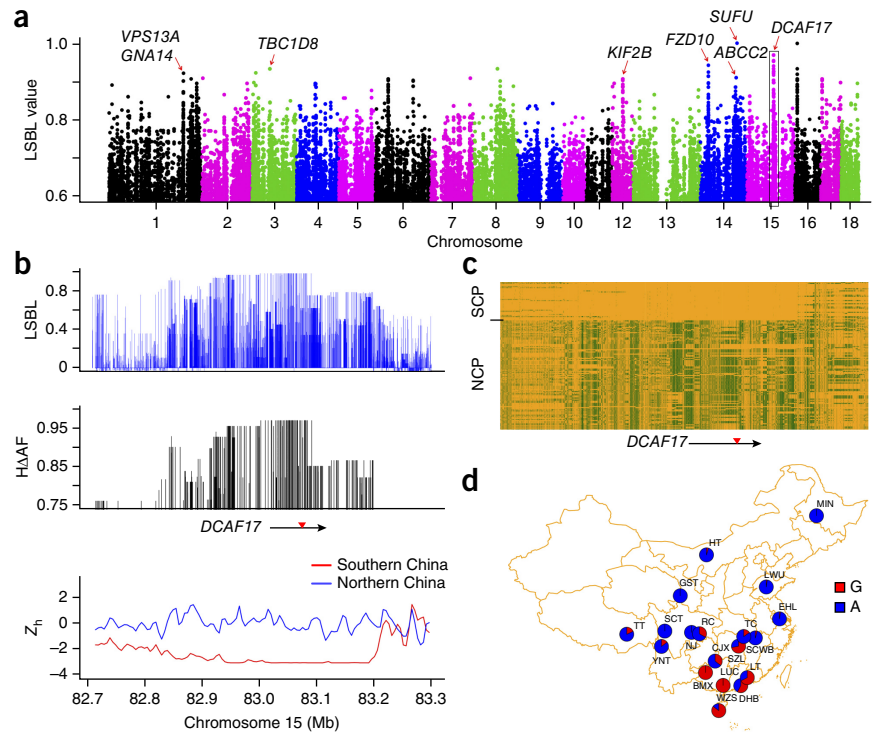 a
VPS13A
GNA14
TBC1D8
KIF2B
FZD10
SUFU
ABCC2
DCAF17
LSBL value
1.0
0.8
0.6
1 2 3 4 5 6 7 8 9 10 11 12 13 14 15 16 18
Chromosome
b
LSBL
0.8
0.4
0
HΔAF
0.95
0.85
0.75
DCAF17
Southern China
Northern China
Zh
2
0
−2
−4
82.7 82.8 82.9 83.0 83.1 83.2 83.3
Chromosome 15 (Mb)
c
SCP
NCP
DCAF17
d
MIN
HT
GST
LWU
G
A
EHL
TT
SCT
RC
TC
YNT
NJ
CJX
SZL
SCWB
BMX
LUC
LT
WZS
DHB